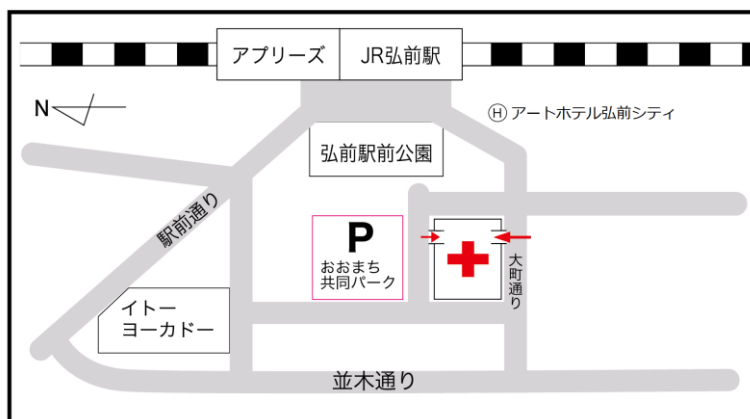 アプリーズ
JR弘前駅
N
Ⓗ アートホテル弘前シティ
弘前駅前公園
駅前通り
P
おおまち
共同パーク
大町通り
イトー
ヨーカドー
並木通り